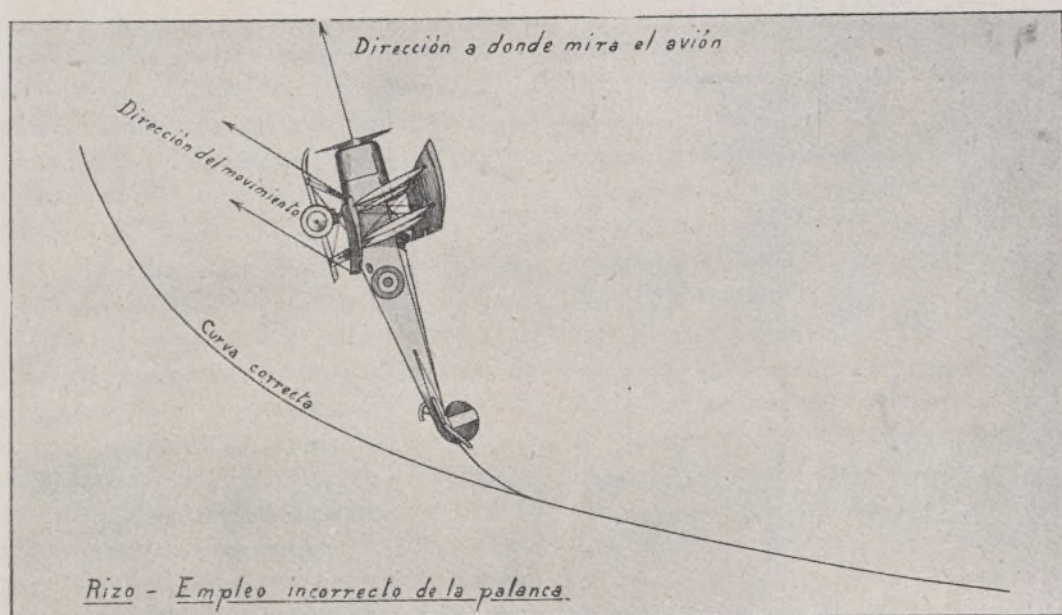 Dirección a donde mira el avión
Dirección del movimiento
Curva correcta
Rizo - Empleo incorrecto de la palanca